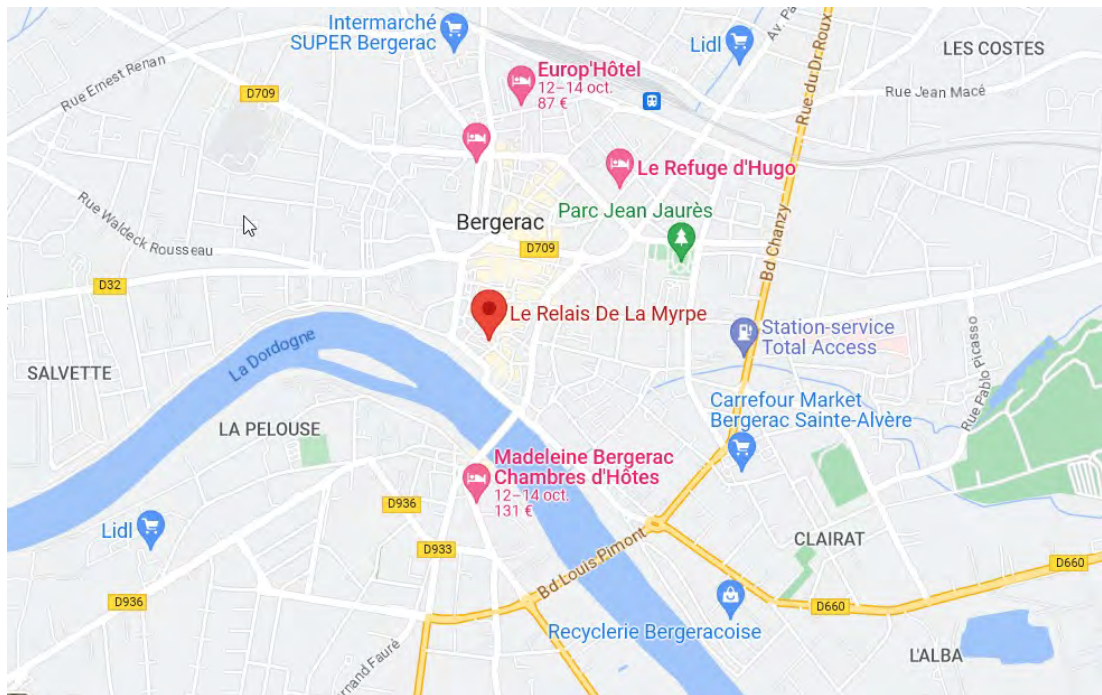 Intermarché
SUPER Bergerac
Lidl
LES COSTES
Av. Pa
Rue du Dr Roux
Rue Ernest Renan
Europ'Hôtel
12–14 oct.
87 €
D709
Rue Jean Macé
Le Refuge d'Hugo
Rue Waldeck Rousseau
Bergerac
Parc Jean Jaurès
D709
Bd Chanzy
D32
Le Relais De La Myrpe
Station-service
Total Access
La Dordogne
SALVETTE
Rue Pablo Picasso
Carrefour Market
Bergerac Sainte-Alvère
LA PELOUSE
Madeleine Bergerac
Chambres d'Hôtes
12–14 oct.
131 €
D936
Lidl
D933
CLAIRAT
Bd Louis Pimont
D660
D936
D660
Recyclerie Bergeracoise
L'ALBA
rnand Fauré